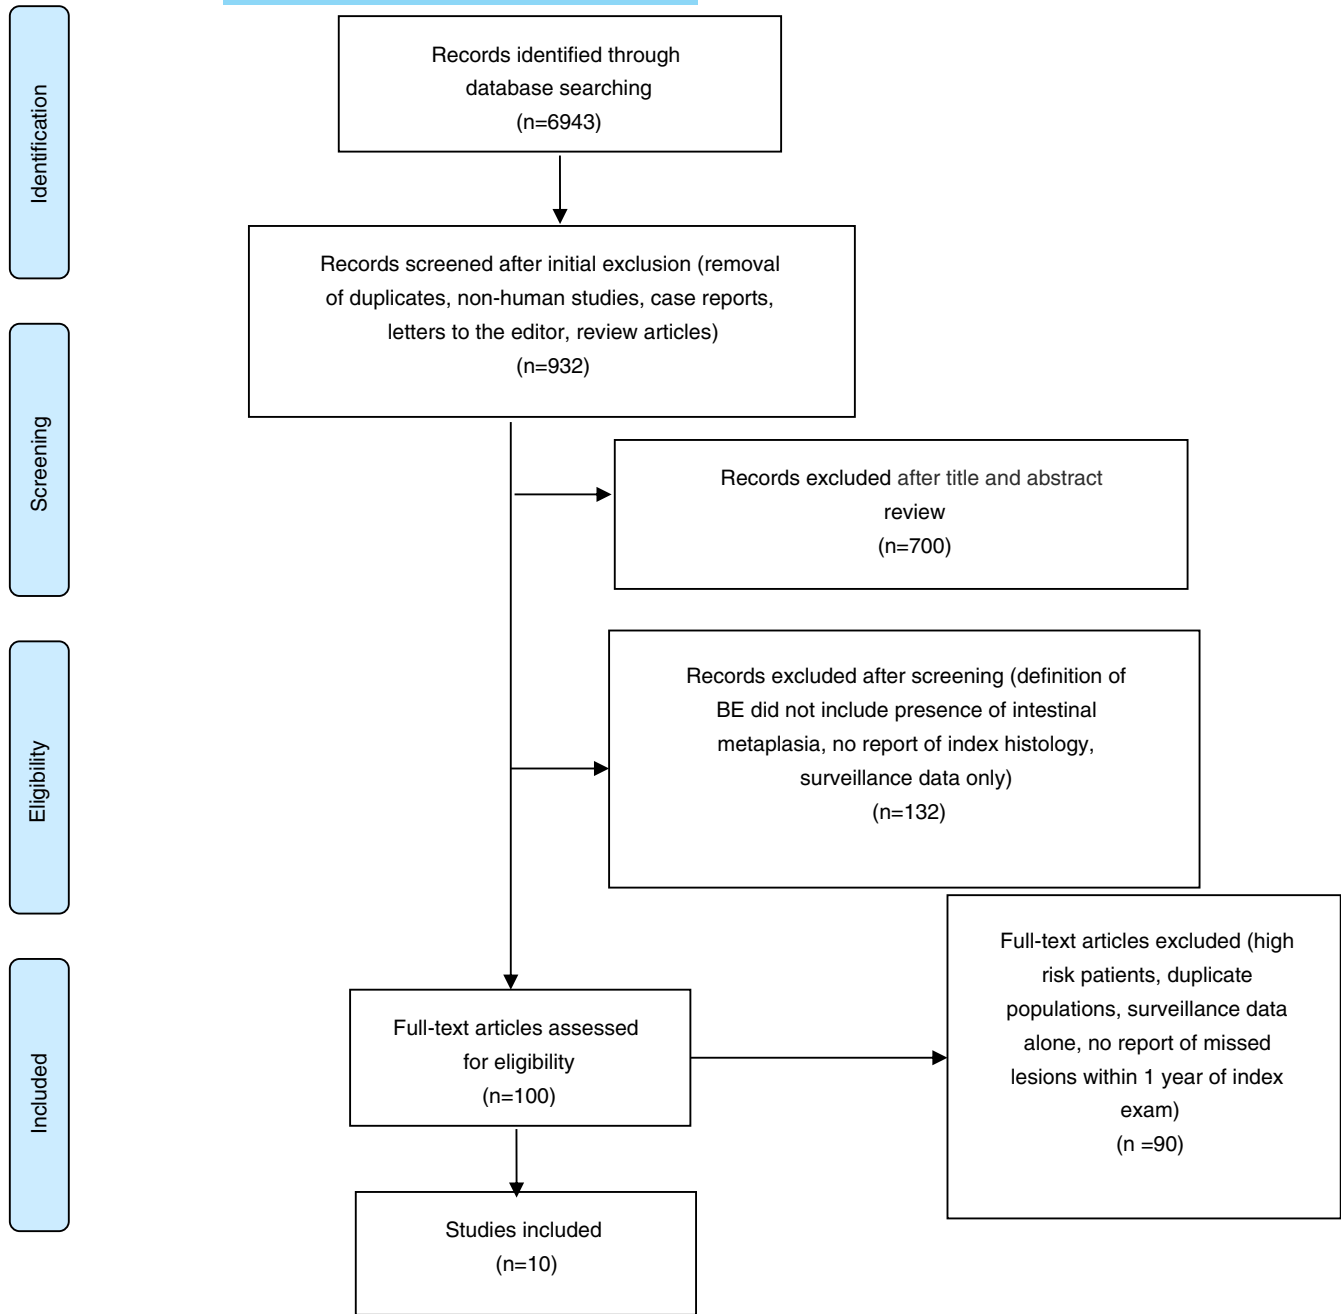 Identification
Records identified through
database searching
(n=6943)
Records screened after initial exclusion (removal
of duplicates, non-human studies, case reports,
letters to the editor, review articles)
(n=932)
Screening
Records excluded after title and abstract
review
(n=700)
Eligibility
Records excluded after screening (definition of
BE did not include presence of intestinal
metaplasia, no report of index histology,
surveillance data only)
(n=132)
Included
Full-text articles assessed
for eligibility
(n=100)
Full-text articles excluded (high
risk patients, duplicate
populations, surveillance data
alone, no report of missed
lesions within 1 year of index
exam)
(n =90)
Studies included
(n=10)